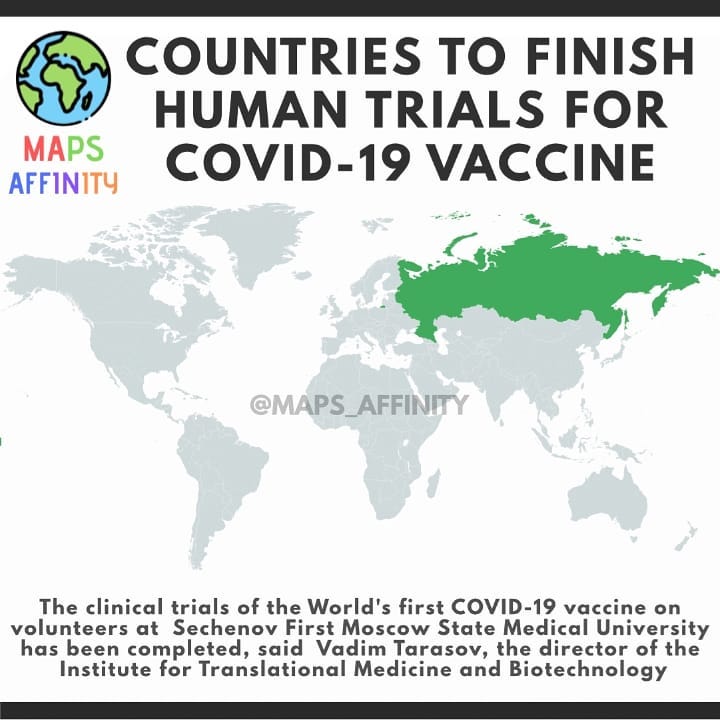 COUNTRIES TO FINISH
HUMAN TRIALS FOR
COVID-19 VACCINE
MAPS
AFFINITY
@MAPS_AFFINITY
The clinical trials of the World's first COVID-19 vaccine on
volunteers at Sechenov First Moscow State Medical University
has been completed, said Vadim Tarasov, the director of the
Institute for Translational Medicine and Biotechnology